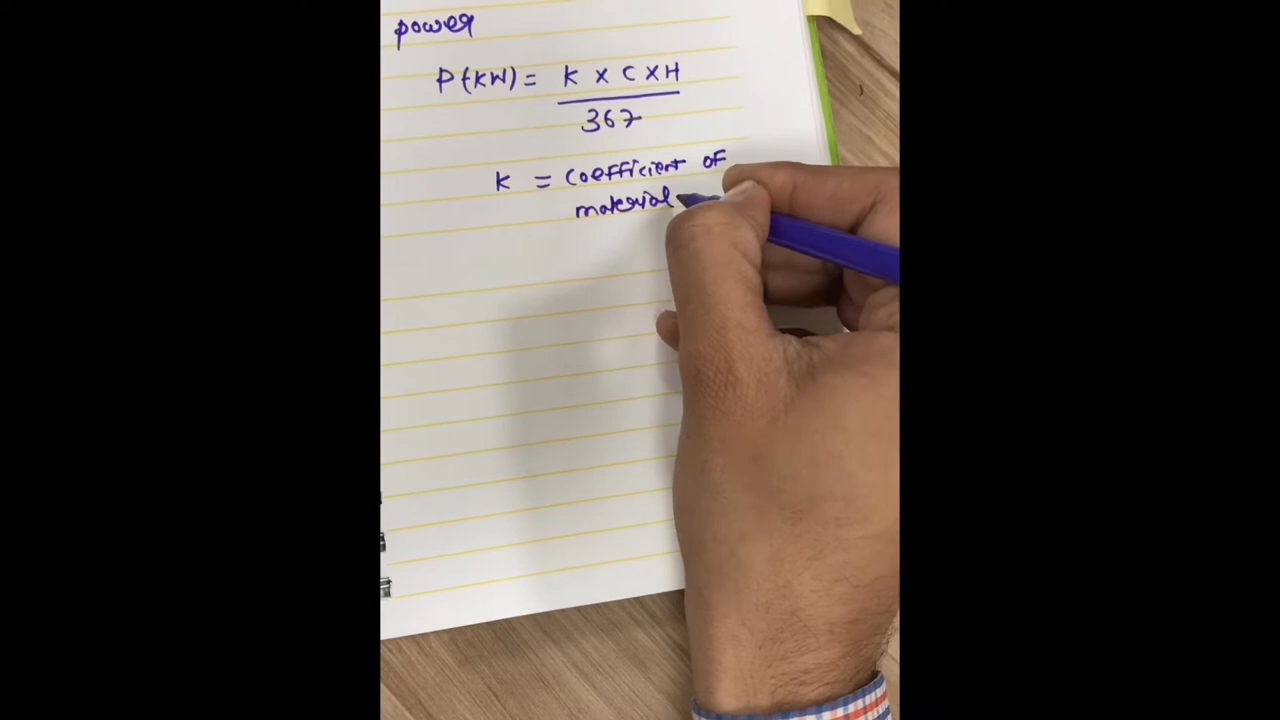 power
P(KW) = K X C X H
367
K = coefficient of
material